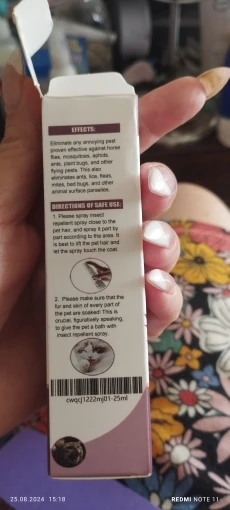 EFFECTS:
Eliminate any annoying pest
proven effective against horse
flies, mosquitoes, aphids,
ants, plant bugs, and other
flying pests. This also
eliminates ants, lice, fleas,
mites, bed bugs, and other
animal surface parasites.
DIRECTIONS OF SAFE USE:
1. Please spray insect
repellent spray close to the
pet hair, and spray it part by
part according to the area. It
is best to lift the pet hair and
let the spray touch the coat.
2. Please make sure that the
fur and skin of every part of
the pet are soaked! This is
crucial, figuratively speaking,
to give the pet a bath with
insect repellent spray.
cwqcj1222mj01-25ml
25.08.2024 15:18
REDMI NOTE 11